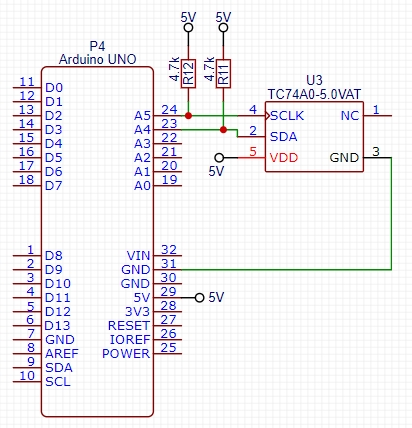 5V 5V
4.7k R12 4.7k R11
P4
Arduino UNO
U3
TC74A0-5.0VAT
11 D0
12 D1
13 D2 A5 24 4 SCLK NC 1
14 D3 A4 23 2 SDA
15 D4 A3 22
16 D5 A2 21 5V 5 VDD GND 3
17 D6 A1 20
18 D7 A0 19
1 D8 VIN 32
2 D9 GND 31
3 D10 GND 30
4 D11 5V 29 5V
5 D12 3V3 28
6 D13 RESET 27
7 GND IOREF 26
8 AREF POWER 25
9 SDA
10 SCL